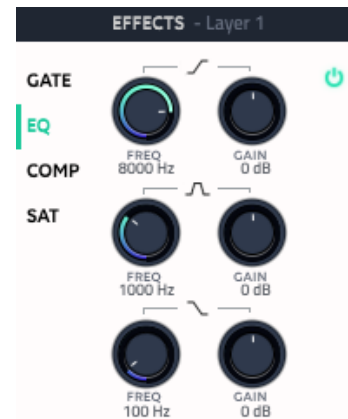 EFFECTS - Layer 1
GATE
EQ
COMP
SAT
FREQ GAIN
8000 Hz 0 dB
FREQ GAIN
1000 Hz 0 dB
FREQ GAIN
100 Hz 0 dB